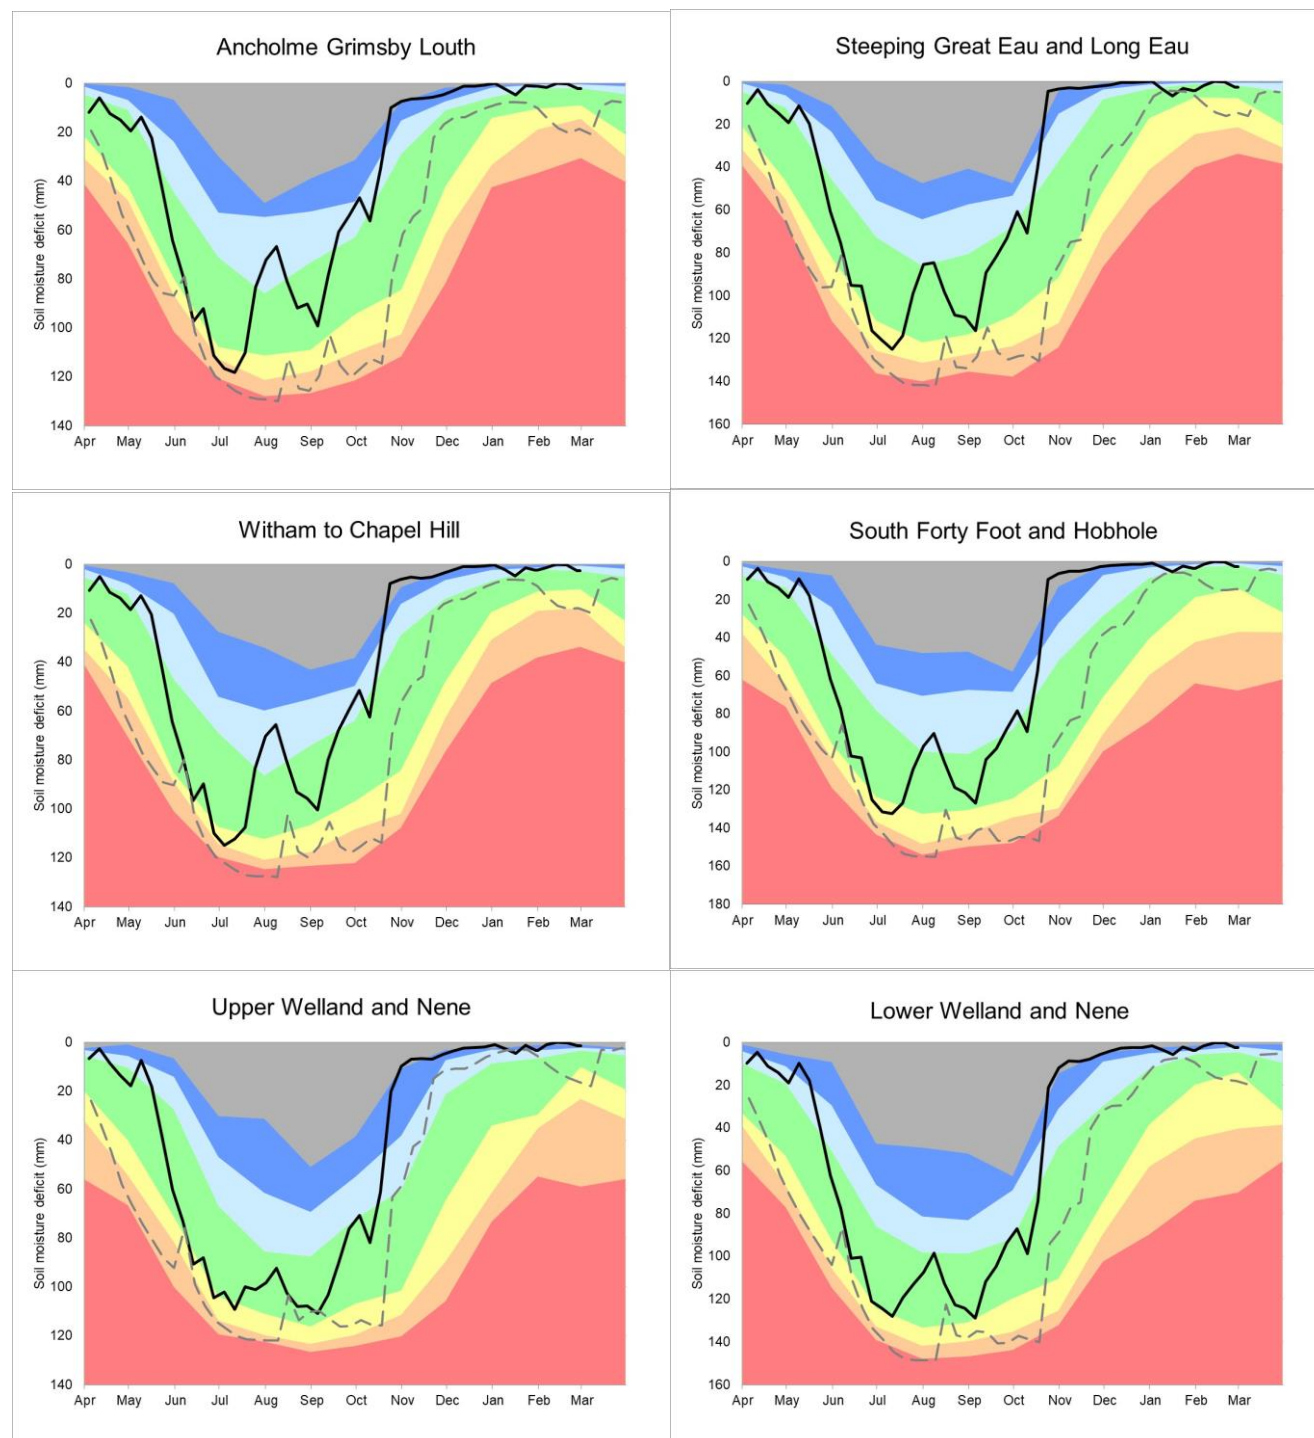 Ancholme Grimsby Louth
Soil moisture deficit (mm)
0
20
40
60
80
100
120
140
Apr May Jun Jul Aug Sep Oct Nov Dec Jan Feb Mar
Steeping Great Eau and Long Eau
Soil moisture deficit (mm)
0
20
40
60
80
100
120
140
160
Apr May Jun Jul Aug Sep Oct Nov Dec Jan Feb Mar
Witham to Chapel Hill
Soil moisture deficit (mm)
0
20
40
60
80
100
120
140
Apr May Jun Jul Aug Sep Oct Nov Dec Jan Feb Mar
South Forty Foot and Hobhole
Soil moisture deficit (mm)
0
20
40
60
80
100
120
140
160
180
Apr May Jun Jul Aug Sep Oct Nov Dec Jan Feb Mar
Upper Welland and Nene
Soil moisture deficit (mm)
0
20
40
60
80
100
120
140
Apr May Jun Jul Aug Sep Oct Nov Dec Jan Feb Mar
Lower Welland and Nene
Soil moisture deficit (mm)
0
20
40
60
80
100
120
140
160
Apr May Jun Jul Aug Sep Oct Nov Dec Jan Feb Mar